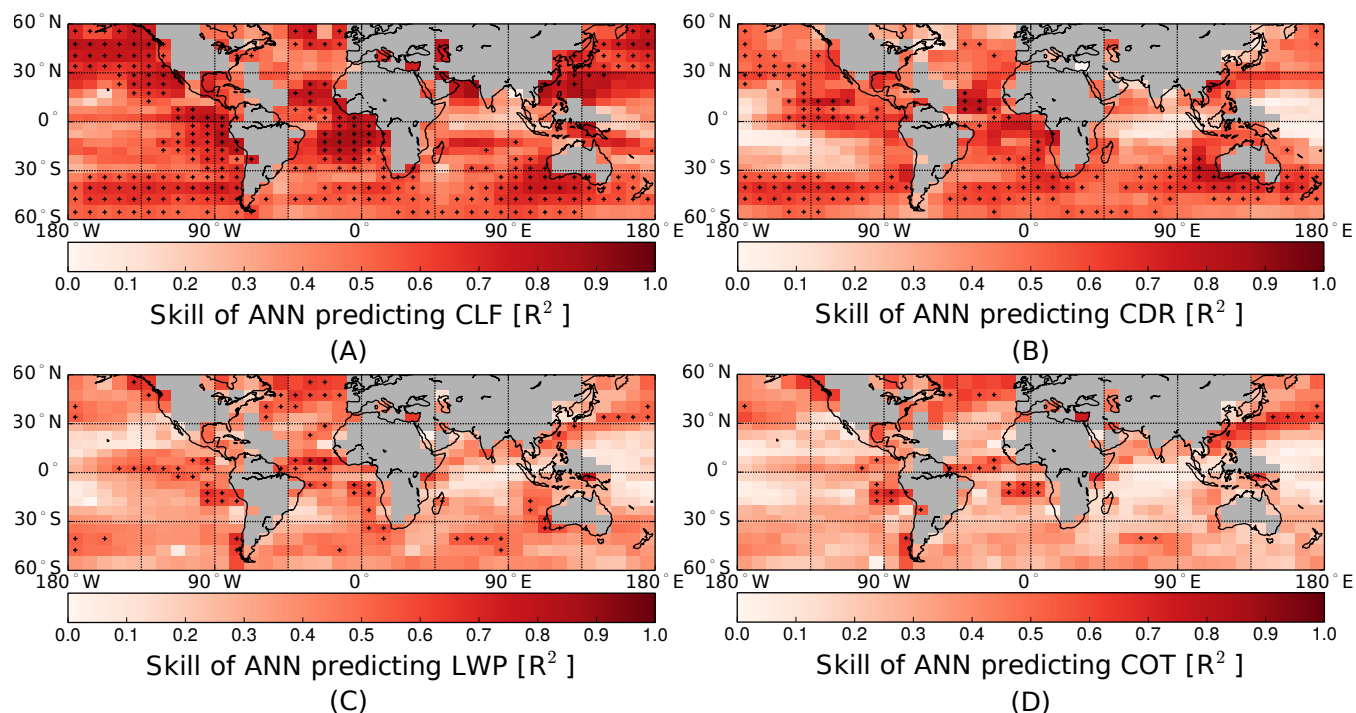 60°N 60°N
30°N 30°N
0° 0°
30°S 30°S
60°S 60°S
180°W 90°W 0° 90°E 180°E 180°W 90°W 0° 90°E 180°E
0.0 0.1 0.2 0.3 0.4 0.5 0.6 0.7 0.8 0.9 1.0 0.0 0.1 0.2 0.3 0.4 0.5 0.6 0.7 0.8 0.9 1.0
Skill of ANN predicting CLF [R² ] Skill of ANN predicting CDR [R² ]
(A) (B)
60°N 60°N
30°N 30°N
0° 0°
30°S 30°S
60°S 60°S
180°W 90°W 0° 90°E 180°E 180°W 90°W 0° 90°E 180°E
0.0 0.1 0.2 0.3 0.4 0.5 0.6 0.7 0.8 0.9 1.0 0.0 0.1 0.2 0.3 0.4 0.5 0.6 0.7 0.8 0.9 1.0
Skill of ANN predicting LWP [R² ] Skill of ANN predicting COT [R² ]
(C) (D)